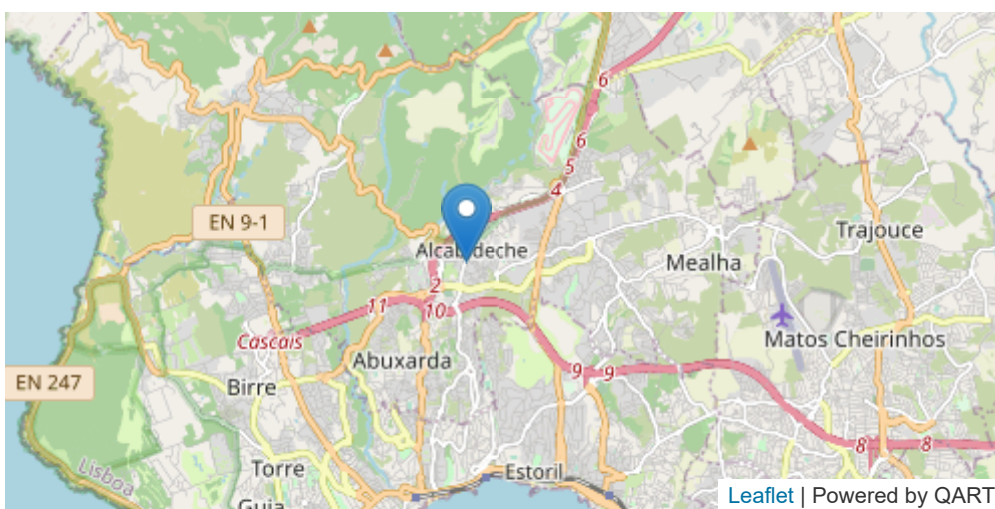 6
6
5
4
EN 9-1
Trajouce
Alcabideche
Mealha
2
11
10
Cascais
Matos Cheirinhos
Abuxarda
9
9
EN 247
Birre
8
8
Lisboa
Torre
Estoril
Guia
Leaflet | Powered by QART